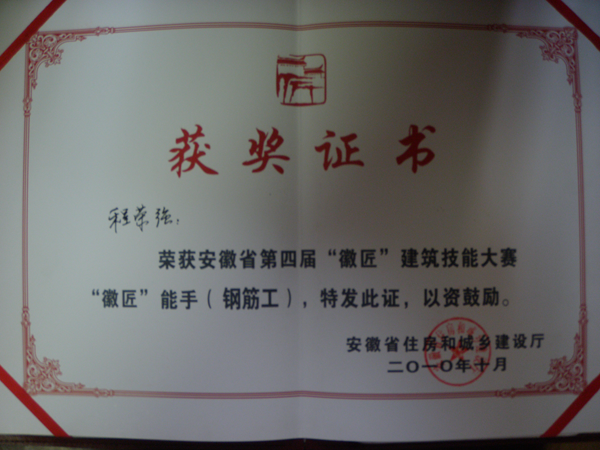 获奖证书
程荣强:
荣获安徽省第四届“徽匠”建筑技能大赛
“徽匠”能手(钢筋工),特发此证,以资鼓励。
安徽省住房和城乡建设厅
二〇一〇年十月